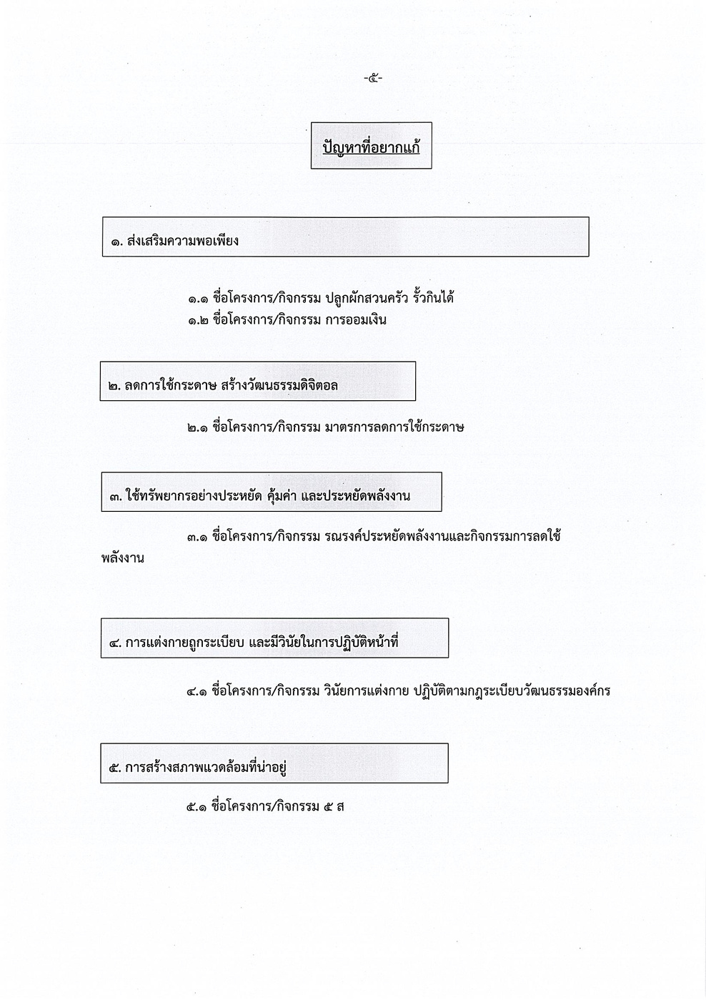 -๕-
ปัญหาที่อยากแก้
๑. ส่งเสริมความพอเพียง
๑.๑ ชื่อโครงการ/กิจกรรม ปลูกผักสวนครัว รั้วกินได้
๑.๒ ชื่อโครงการ/กิจกรรม การออมเงิน
๒. ลดการใช้กระดาษ สร้างวัฒนธรรมดิจิตอล
๒.๑ ชื่อโครงการ/กิจกรรม มาตรการลดการใช้กระดาษ
๓. ใช้ทรัพยากรอย่างประหยัด คุ้มค่า และประหยัดพลังงาน
๓.๑ ชื่อโครงการ/กิจกรรม รณรงค์ประหยัดพลังงานและกิจกรรมการลดใช้
พลังงาน
๔. การแต่งกายถูกระเบียบ และมีวินัยในการปฏิบัติหน้าที่
๔.๑ ชื่อโครงการ/กิจกรรม วินัยการแต่งกาย ปฏิบัติตามกฎระเบียบวัฒนธรรมองค์กร
๕. การสร้างสภาพแวดล้อมที่น่าอยู่
๕.๑ ชื่อโครงการ/กิจกรรม ๕ ส